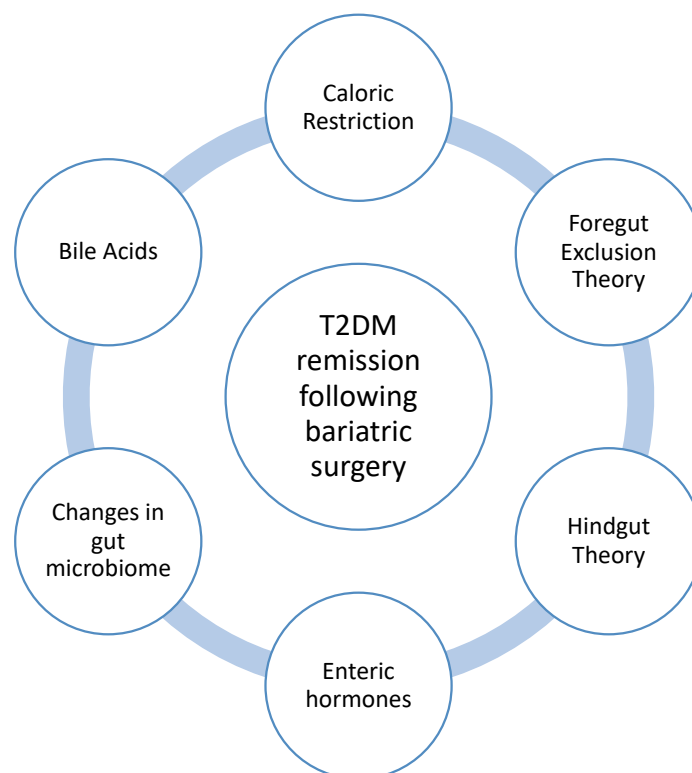 Caloric
Restriction
Foregut
Exclusion
Theory
Hindgut
Theory
Enteric
hormones
Changes in
gut
microbiome
Bile Acids
T2DM
remission
following
bariatric
surgery